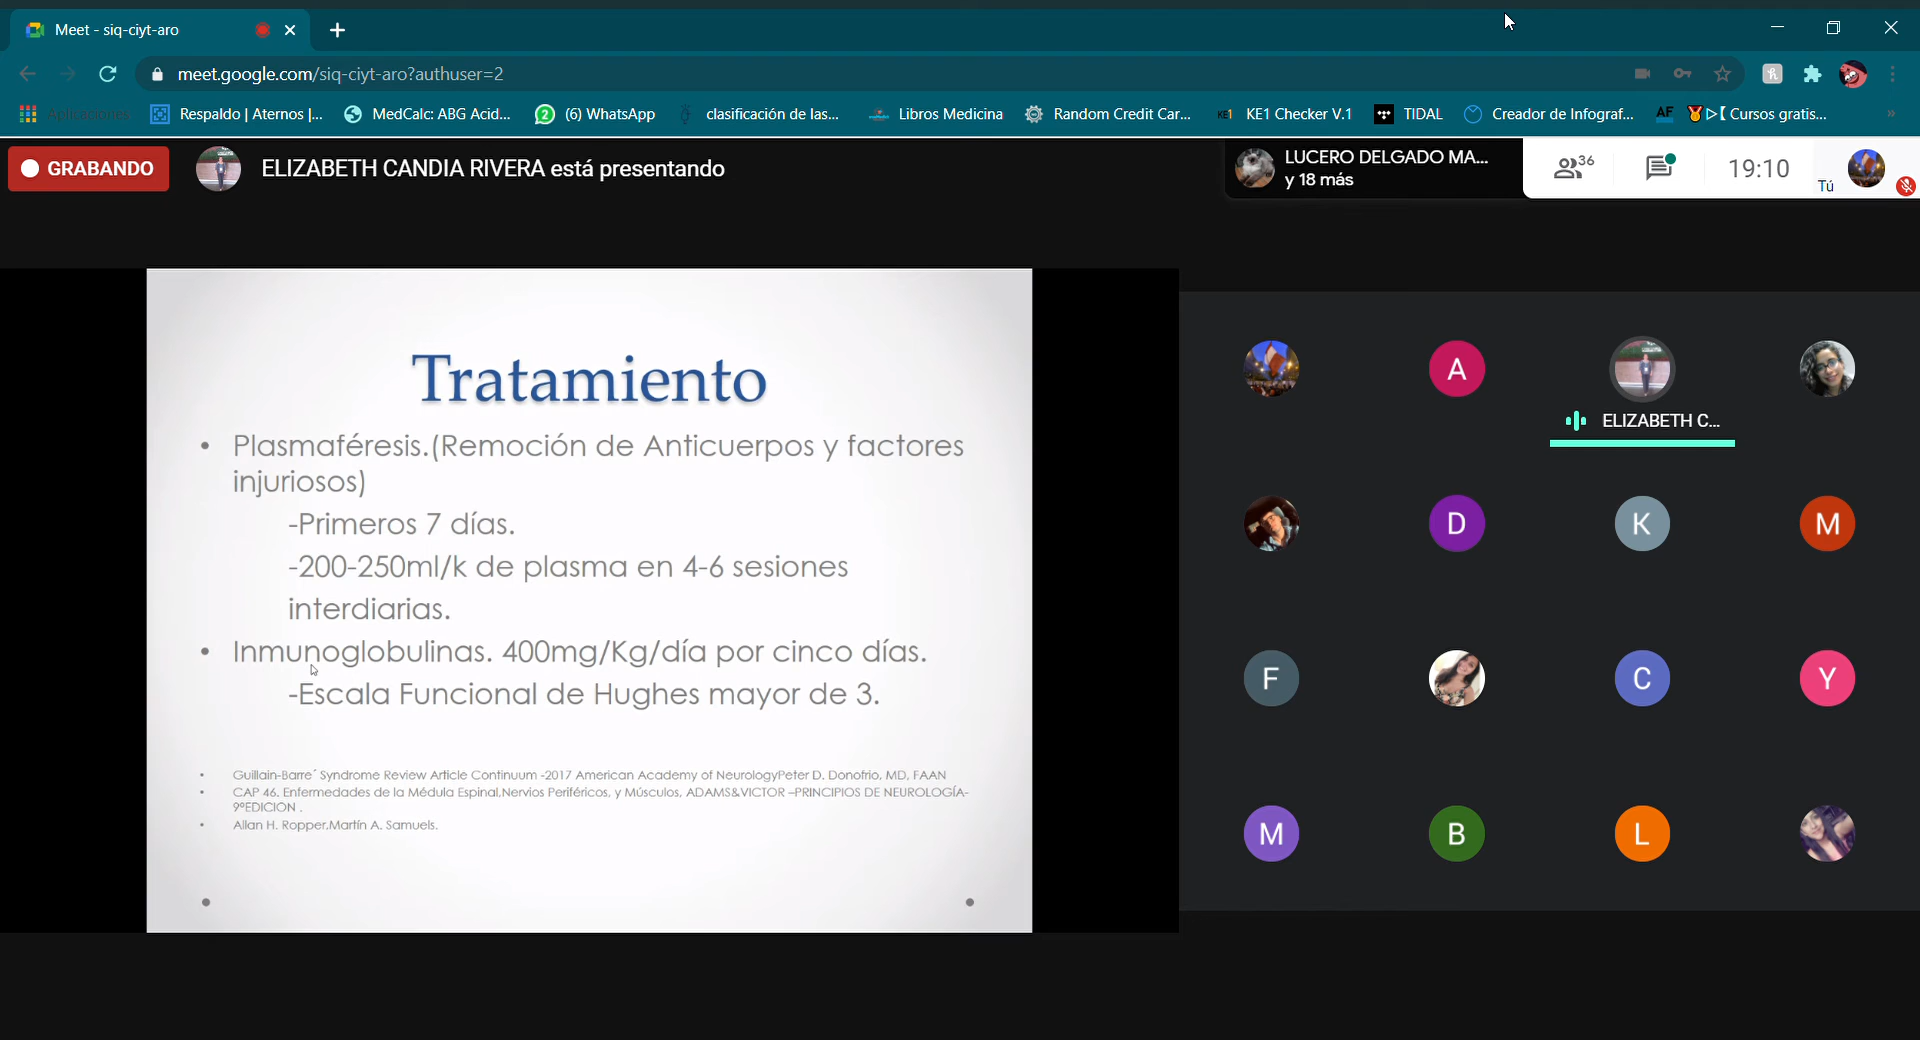 Meet - siq-ciyt-aro
meet.google.com/siq-ciyt-aro?authuser=2
Aplicaciones
Respaldo | Aternos |...
MedCalc: ABG Acid...
2
(6) WhatsApp
clasificación de las...
Libros Medicina
Random Credit Car...
KE1
KE1 Checker V.1
TIDAL
Creador de Infograf...
AF
Cursos gratis...
GRABANDO
ELIZABETH CANDIA RIVERA está presentando
LUCERO DELGADO MA...
y 18 más
36
19:10
Tú
Tratamiento
• Plasmaféresis.(Remoción de Anticuerpos y factores
injuriosos)
-Primeros 7 días.
-200-250ml/k de plasma en 4-6 sesiones
interdiarias.
• Inmunoglobulinas. 400mg/Kg/día por cinco días.
-Escala Funcional de Hughes mayor de 3.
• Guillain-Barre´ Syndrome Review Article Continuum -2017 American Academy of NeurologyPeter D. Donofrio, MD, FAAN
• CAP 46. Enfermedades de la Médula Espinal,Nervios Periféricos, y Músculos, ADAMS&VICTOR –PRINCIPIOS DE NEUROLOGÍA-
9ºEDICION .
• Allan H. Ropper,Martín A. Samuels.
A
ELIZABETH C...
D
K
M
F
C
Y
M
B
L